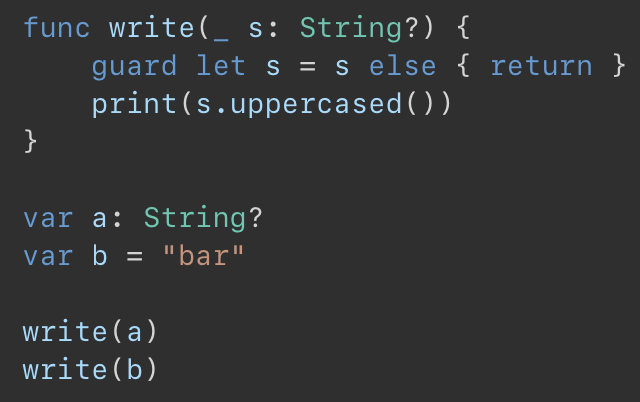 func write(_ s: String?) {
    guard let s = s else { return }
    print(s.uppercased())
}

var a: String?
var b = "bar"

write(a)
write(b)